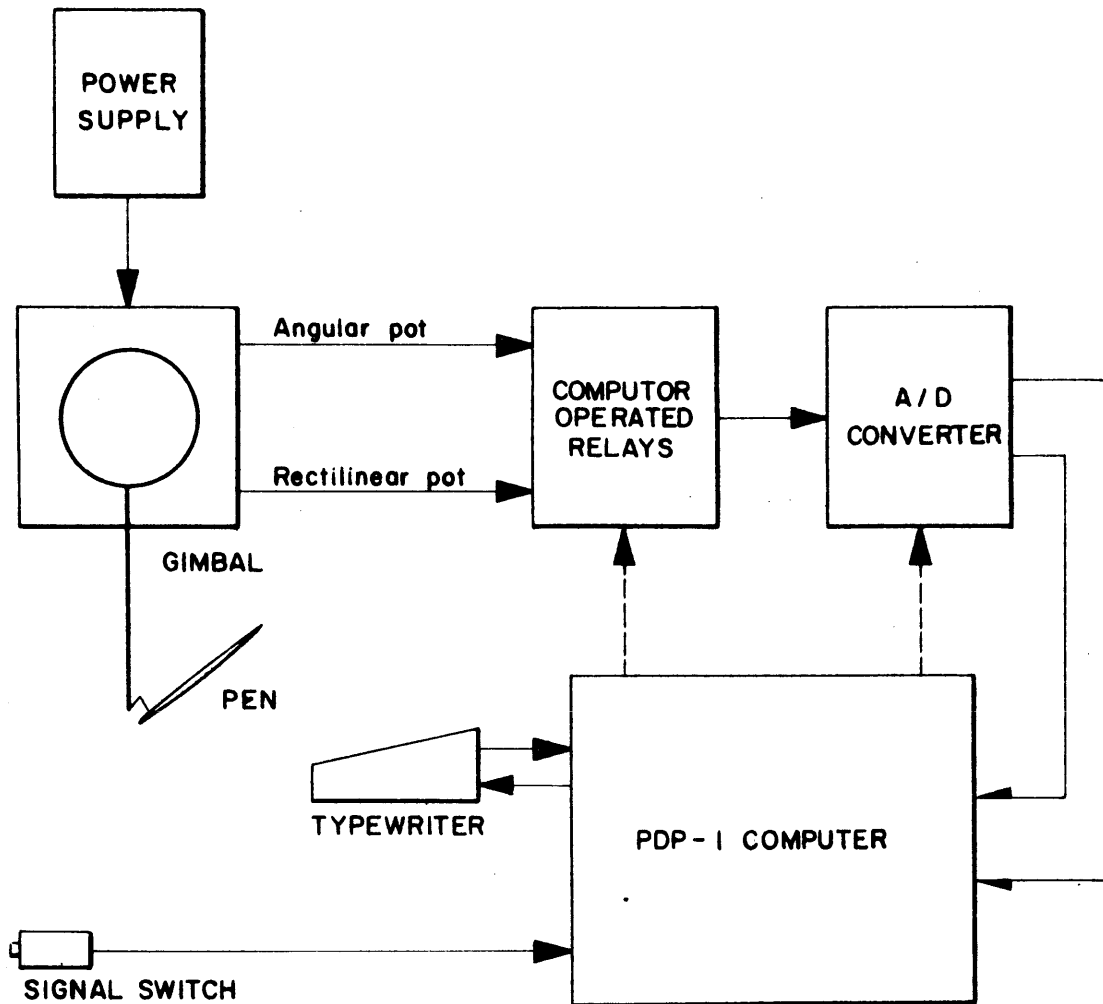 POWER
SUPPLY
Angular pot
Rectilinear pot
COMPUTOR
OPERATED
RELAYS
A/D
CONVERTER
GIMBAL
PEN
TYPEWRITER
PDP-1 COMPUTER
SIGNAL SWITCH